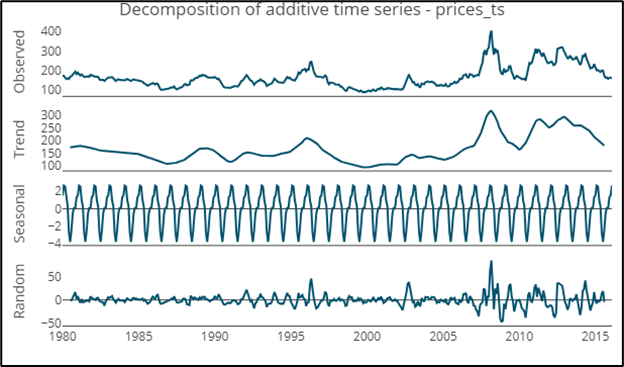 Decomposition of additive time series - prices_ts
Observed
400
300
200
100
Trend
300
250
200
150
100
Seasonal
2
0
−2
−4
Random
50
0
−50
1980 1985 1990 1995 2000 2005 2010 2015